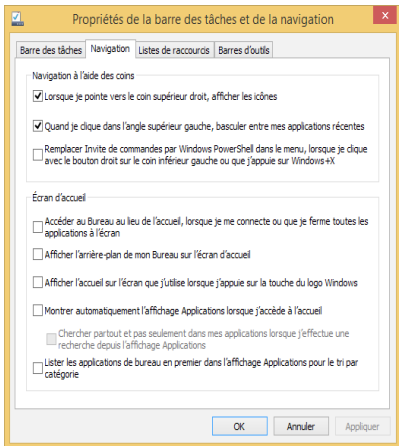 Propriétés de la barre des tâches et de la navigation
Barre des tâches Navigation Listes de raccourcis Barres d'outils
Navigation à l'aide des coins
Lorsque je pointe vers le coin supérieur droit, afficher les icônes
Quand je clique dans l'angle supérieur gauche, basculer entre mes applications récentes
Remplacer Invite de commandes par Windows PowerShell dans le menu, lorsque je clique
avec le bouton droit sur le coin inférieur gauche ou que j'appuie sur Windows+X
Écran d'accueil
Accéder au Bureau au lieu de l'accueil, lorsque je me connecte ou que je ferme toutes les
applications à l'écran
Afficher l'arrière-plan de mon Bureau sur l'écran d'accueil
Afficher l'accueil sur l'écran que j'utilise lorsque j'appuie sur la touche du logo Windows
Montrer automatiquement l'affichage Applications lorsque j'accède à l'accueil
Chercher partout et pas seulement dans mes applications lorsque j'effectue une
recherche depuis l'affichage Applications
Lister les applications de bureau en premier dans l'affichage Applications pour le tri par
catégorie
OK Annuler Appliquer